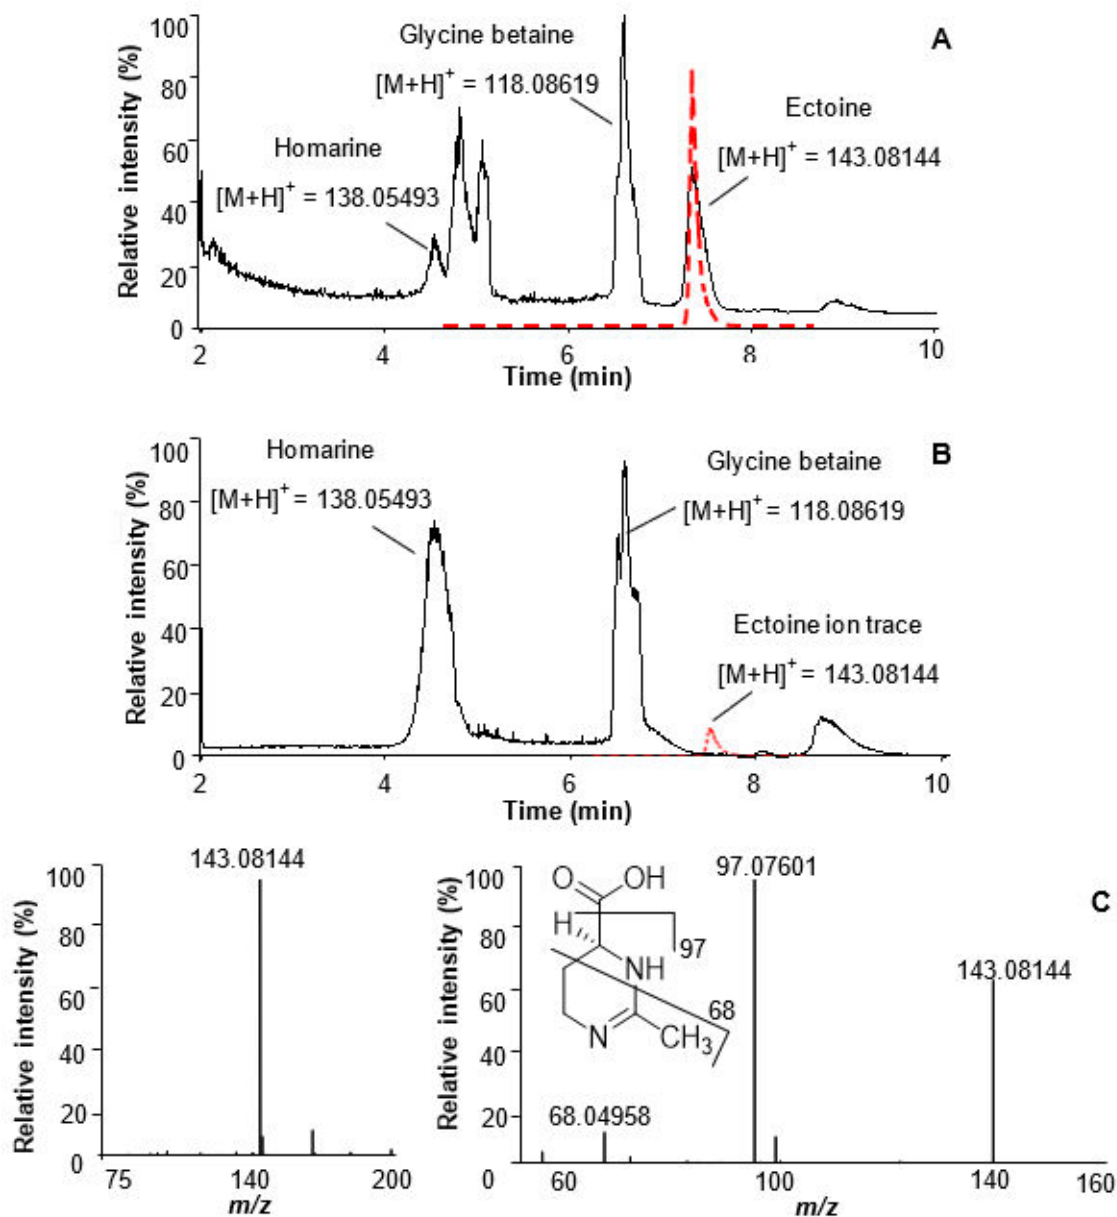 A
Relative intensity (%)
100
80
60
40
20
0
Glycine betaine
[M+H]+ = 118.08619
Homarine
[M+H]+ = 138.05493
Ectoine
[M+H]+ = 143.08144
2 4 6 8 10
Time (min)
B
Relative intensity (%)
100
80
60
40
20
0
Homarine
[M+H]+ = 138.05493
Glycine betaine
[M+H]+ = 118.08619
Ectoine ion trace
[M+H]+ = 143.08144
2 4 6 8 10
Time (min)
Relative intensity (%)
100
80
60
40
20
0
143.08144
75 140 200
m/z
C
Relative intensity (%)
100
80
60
40
20
0
97.07601
O OH
H
97
NH
68
N CH3
143.08144
68.04958
60 100 140 160
m/z